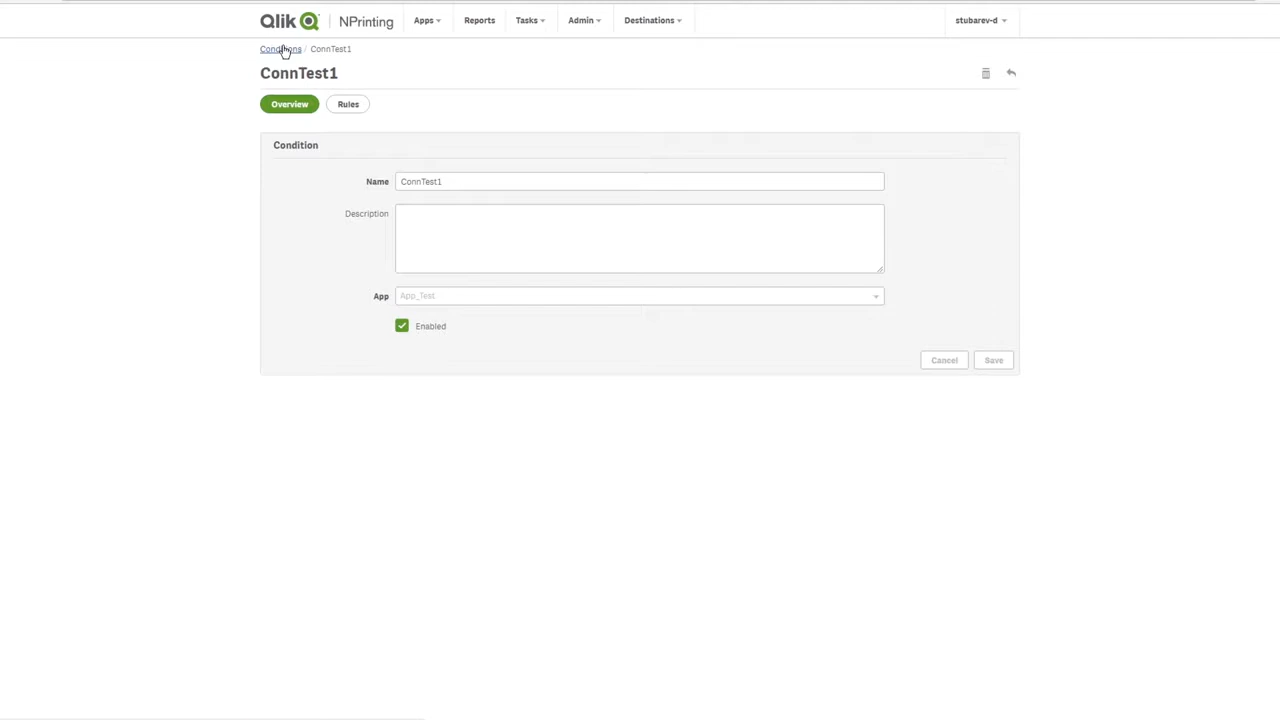 Qlik NPrinting Apps Reports Tasks Admin Destinations stubarev-d
Conditions / ConnTest1
ConnTest1
Overview Rules
Condition
Name ConnTest1
Description
App App_Test
Enabled
Cancel Save